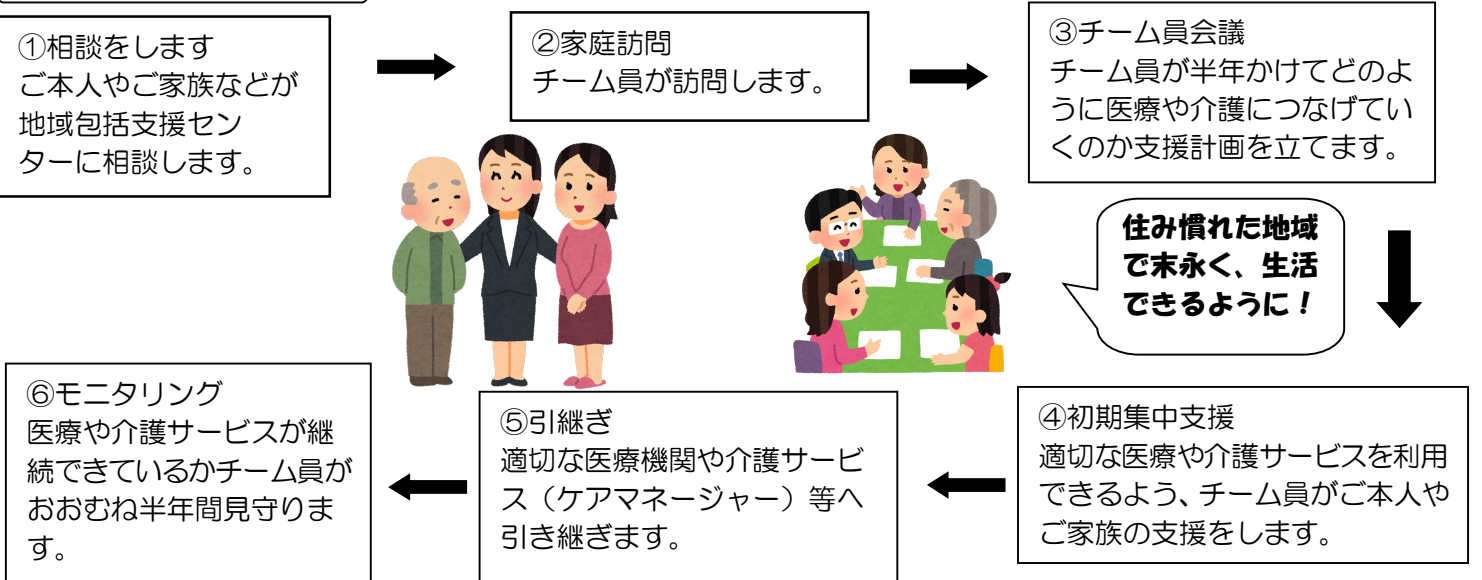 ①相談をします
ご本人やご家族などが
地域包括支援セン
ターに相談します。
②家庭訪問
チーム員が訪問します。
③チーム員会議
チーム員が半年かけてどのよ
うに医療や介護につなげてい
くのか支援計画を立てます。
住み慣れた地域
で末永く、生活
できるように！
④初期集中支援
適切な医療や介護サービスを利用
できるよう、チーム員がご本人や
ご家族の支援をします。
⑤引継ぎ
適切な医療機関や介護サービ
ス（ケアマネージャー）等へ
引き継ぎます。
⑥モニタリング
医療や介護サービスが継
続できているかチーム員が
おおむね半年間見守りま
す。